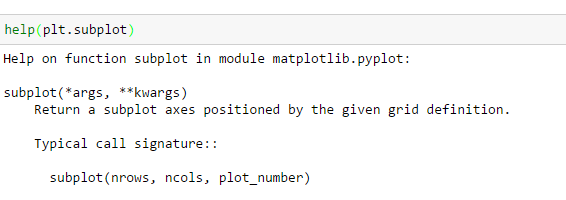 help(plt.subplot)
Help on function subplot in module matplotlib.pyplot:
subplot(*args, **kwargs)
Return a subplot axes positioned by the given grid definition.
Typical call signature::
subplot(nrows, ncols, plot_number)